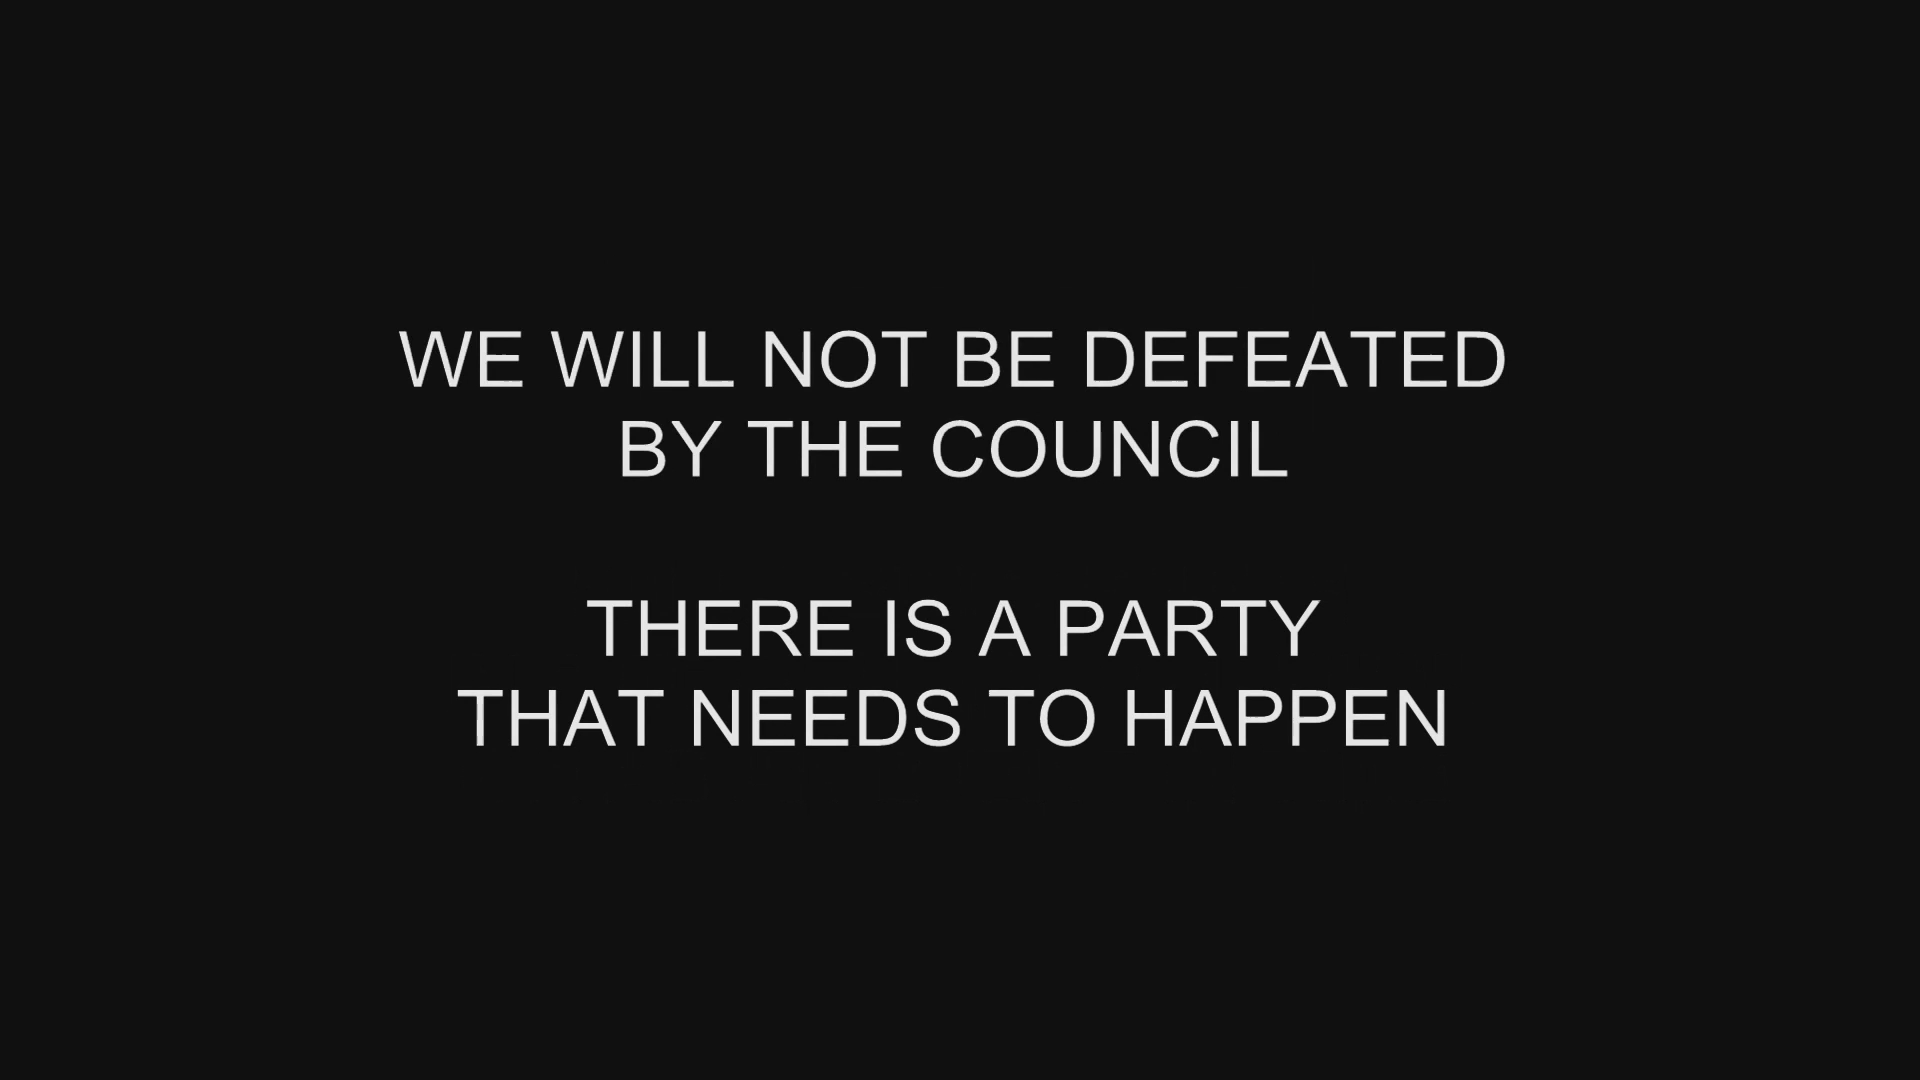 WE WILL NOT BE DEFEATED
BY THE COUNCIL
THERE IS A PARTY
THAT NEEDS TO HAPPEN